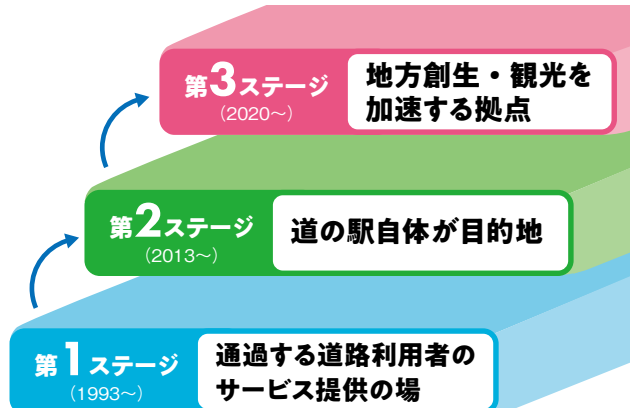 第3ステージ
(2020〜)
地方創生・観光を
加速する拠点
第2ステージ
(2013〜)
道の駅自体が目的地
第1ステージ
(1993〜)
通過する道路利用者の
サービス提供の場